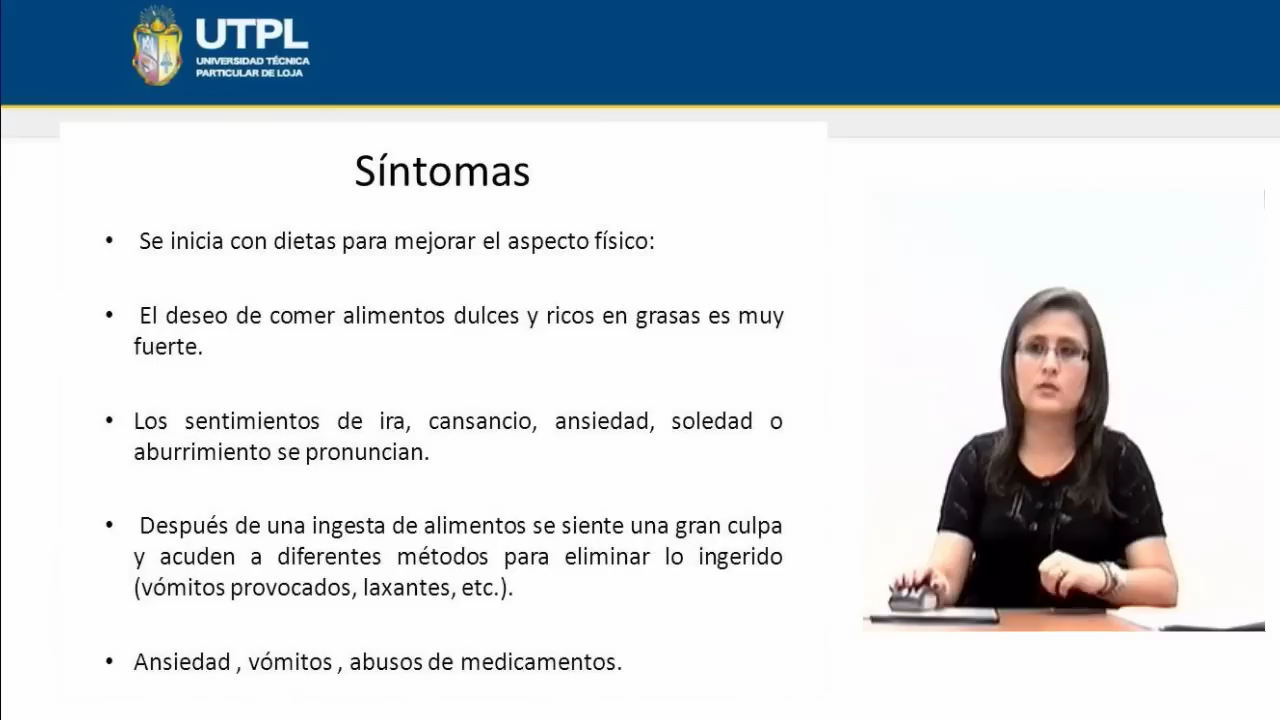 UTPL
UNIVERSIDAD TÉCNICA
PARTICULAR DE LOJA
Síntomas
• Se inicia con dietas para mejorar el aspecto físico:
• El deseo de comer alimentos dulces y ricos en grasas es muy
fuerte.
• Los sentimientos de ira, cansancio, ansiedad, soledad o
aburrimiento se pronuncian.
• Después de una ingesta de alimentos se siente una gran culpa
y acuden a diferentes métodos para eliminar lo ingerido
(vómitos provocados, laxantes, etc.).
• Ansiedad , vómitos , abusos de medicamentos.